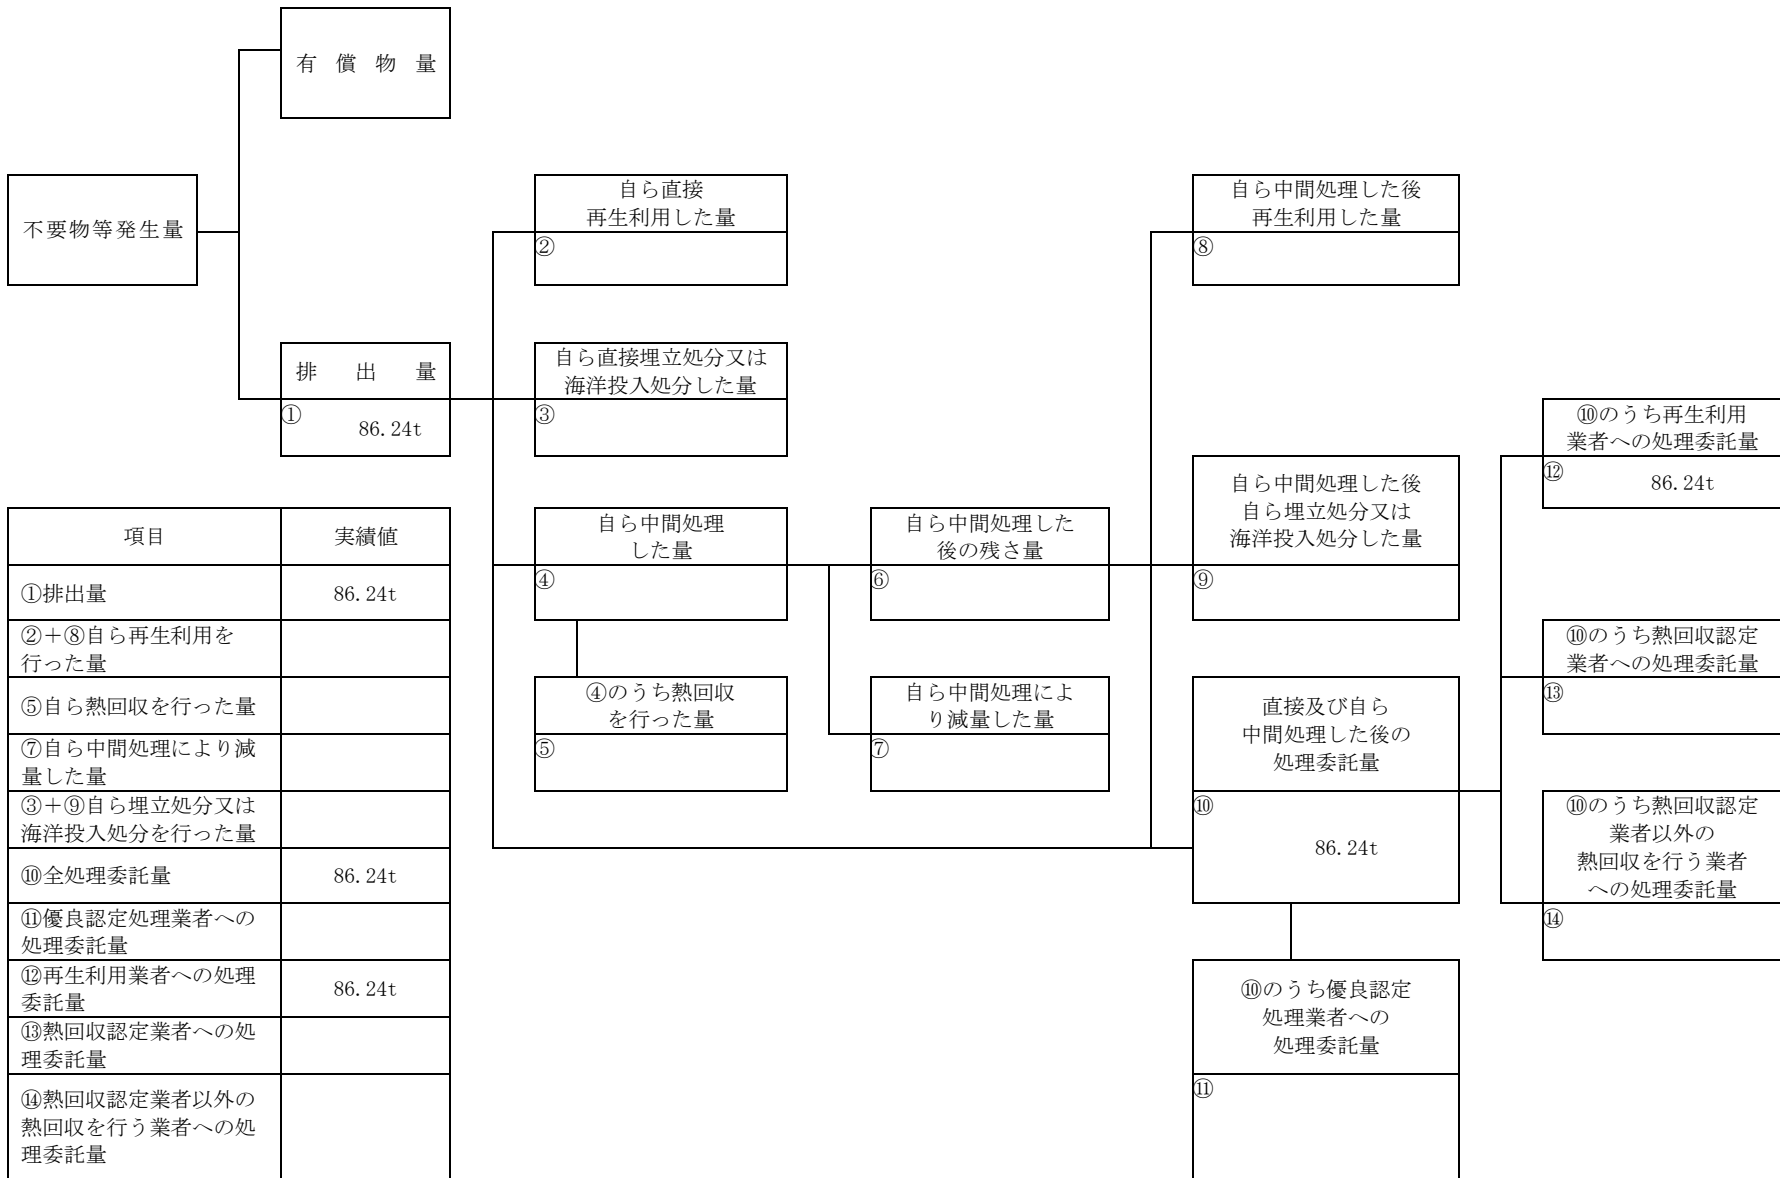 有償物量
不要物等発生量
排出量
①
86.24t
自ら直接
再生利用した量
②
自ら直接埋立処分又は
海洋投入処分した量
③
自ら中間処理
した量
④
④のうち熱回収
を行った量
⑤
自ら中間処理した
後の残さ量
⑥
自ら中間処理によ
り減量した量
⑦
自ら中間処理した後
再生利用した量
⑧
自ら中間処理した後
自ら埋立処分又は
海洋投入処分した量
⑨
直接及び自ら
中間処理した後の
処理委託量
⑩
86.24t
⑩のうち優良認定
処理業者への
処理委託量
⑪
⑩のうち再生利用
業者への処理委託量
⑫
86.24t
⑩のうち熱回収認定
業者への処理委託量
⑬
⑩のうち熱回収認定
業者以外の
熱回収を行う業者
への処理委託量
⑭
項目 実績値
①排出量 86.24t
②+⑧自ら再生利用を
行った量
⑤自ら熱回収を行った量
⑦自ら中間処理により減
量した量
③+⑨自ら埋立処分又は
海洋投入処分を行った量
⑩全処理委託量 86.24t
⑪優良認定処理業者への
処理委託量
⑫再生利用業者への処理
委託量 86.24t
⑬熱回収認定業者への処
理委託量
⑭熱回収認定業者以外の
熱回収を行う業者への処
理委託量